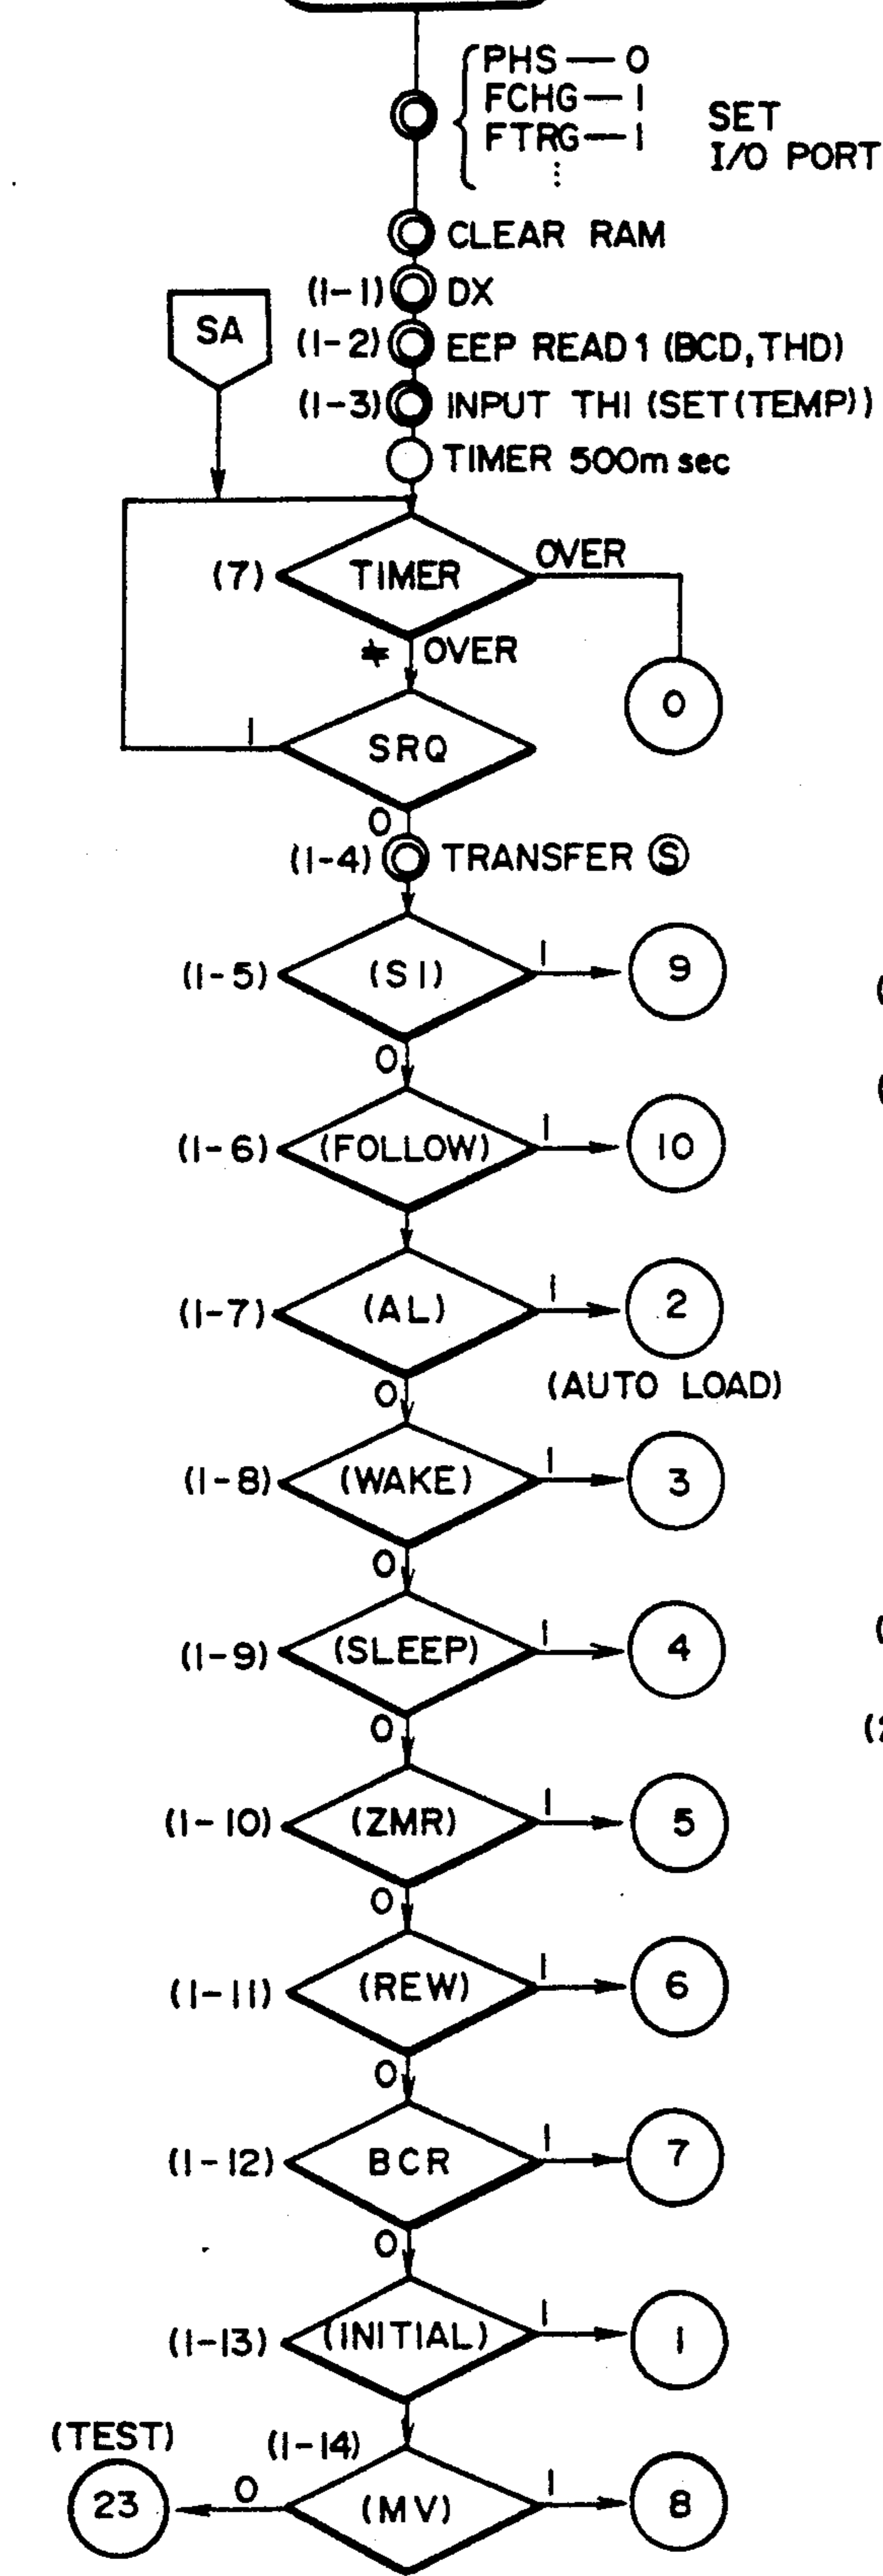 PHS — 0
FCHG — 1
FTRG — 1
⋮
SET
I/O PORT
CLEAR RAM
(1-1) DX
SA
(1-2) EEP READ 1 (BCD, THD)
(1-3) INPUT THI (SET (TEMP))
TIMER 500m sec
(7) TIMER OVER
≠ OVER
0
1 SRQ
0
(1-4) TRANSFER Ⓢ
(1-5) (S1) 1 9
0
(1-6) (FOLLOW) 1 10
(1-7) (AL) 1 2
0 (AUTO LOAD)
(1-8) (WAKE) 1 3
0
(1-9) (SLEEP) 1 4
0
(1-10) (ZMR) 1 5
0
(1-11) (REW) 1 6
0
(1-12) BCR 1 7
0
(1-13) (INITIAL) 1 1
(TEST) (1-14)
23 0 (MV) 1 8